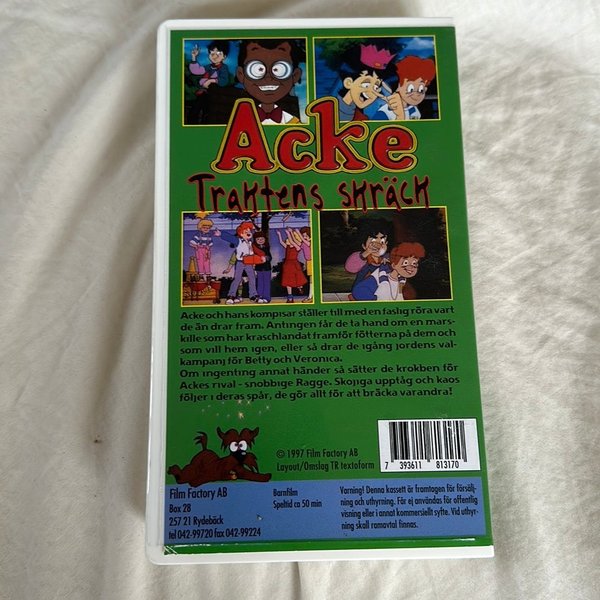 Acke
Traktens skräck
Acke och hans kompisar ställer till med en faslig röra vart
de än drar fram. Antingen får de ta hand om en mars-
kille som har kraschlandat framför fötterna på dem och
som vill hem igen, eller så drar de igång jordens val-
kampanj för Betty och Veronica.
Om ingenting annat händer så sätter de krokben för
Ackes rival - snobbige Ragge. Skojiga upptåg och kaos
följer i deras spår, de gör allt för att bräcka varandra!
© 1997 Film Factory AB
Layout/Omslag TR textoform
7 393611 813170
Film Factory AB
Box 28
257 21 Rydebäck
tel 042-99720 fax 042-99224
Barnfilm
Speltid ca 50 min
Varning! Denna kassett är framtagen för försälj-
ning och uthyrning. Får ej användas för offentlig
visning eller i annat kommersiellt syfte. Vid uthyr-
ning skall ramavtal finnas.